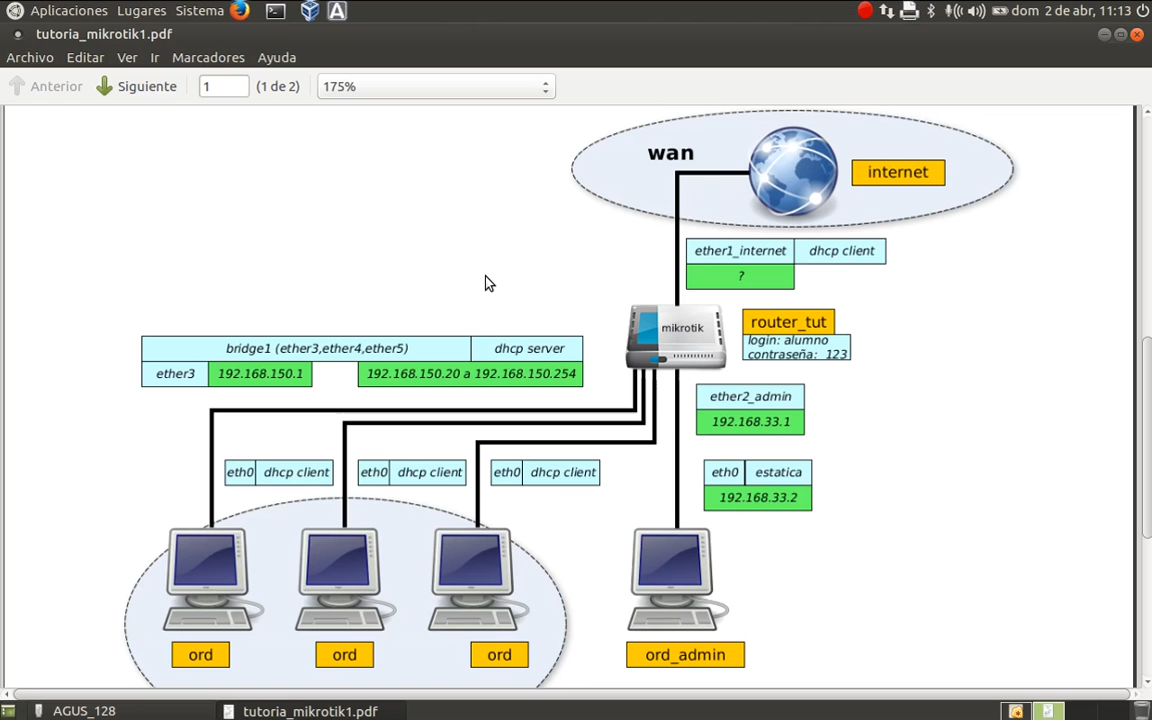 Aplicaciones Lugares Sistema dom 2 de abr, 11:13
tutoria_mikrotik1.pdf
Archivo Editar Ver Ir Marcadores Ayuda
Anterior Siguiente 1 (1 de 2) 175%
wan
internet
ether1_internet dhcp client
?
mikrotik
router_tut
login: alumno
contraseña: 123
bridge1 (ether3,ether4,ether5) dhcp server
ether3 192.168.150.1 192.168.150.20 a 192.168.150.254
ether2_admin
192.168.33.1
eth0 dhcp client eth0 dhcp client eth0 dhcp client
eth0 estatica
192.168.33.2
ord ord ord ord_admin
AGUS_128 tutoria_mikrotik1.pdf